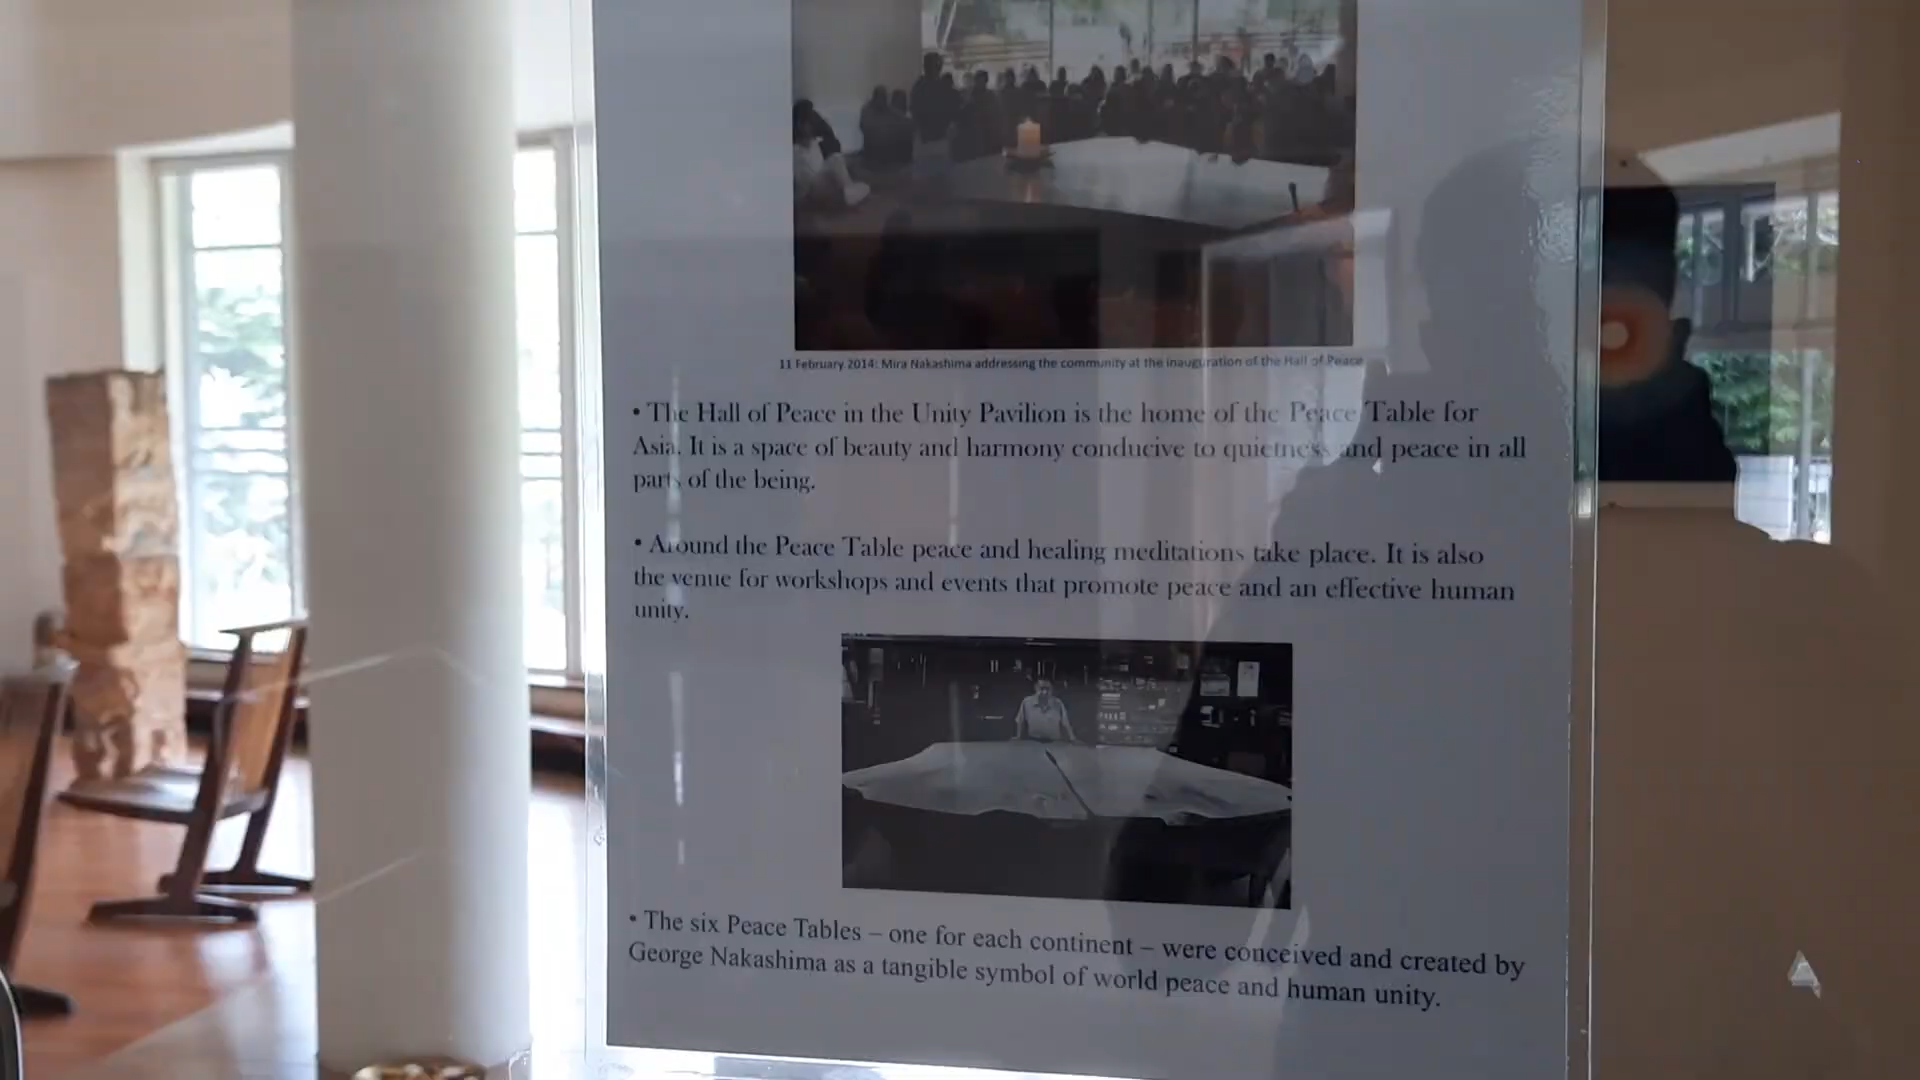 11 February 2014: Mira Nakashima addressing the community at the inauguration of the Hall of Peace
• The Hall of Peace in the Unity Pavilion is the home of the Peace Table for
Asia. It is a space of beauty and harmony conducive to quietness and peace in all
parts of the being.
• Around the Peace Table peace and healing meditations take place. It is also
the venue for workshops and events that promote peace and an effective human
unity.
• The six Peace Tables – one for each continent – were conceived and created by
George Nakashima as a tangible symbol of world peace and human unity.